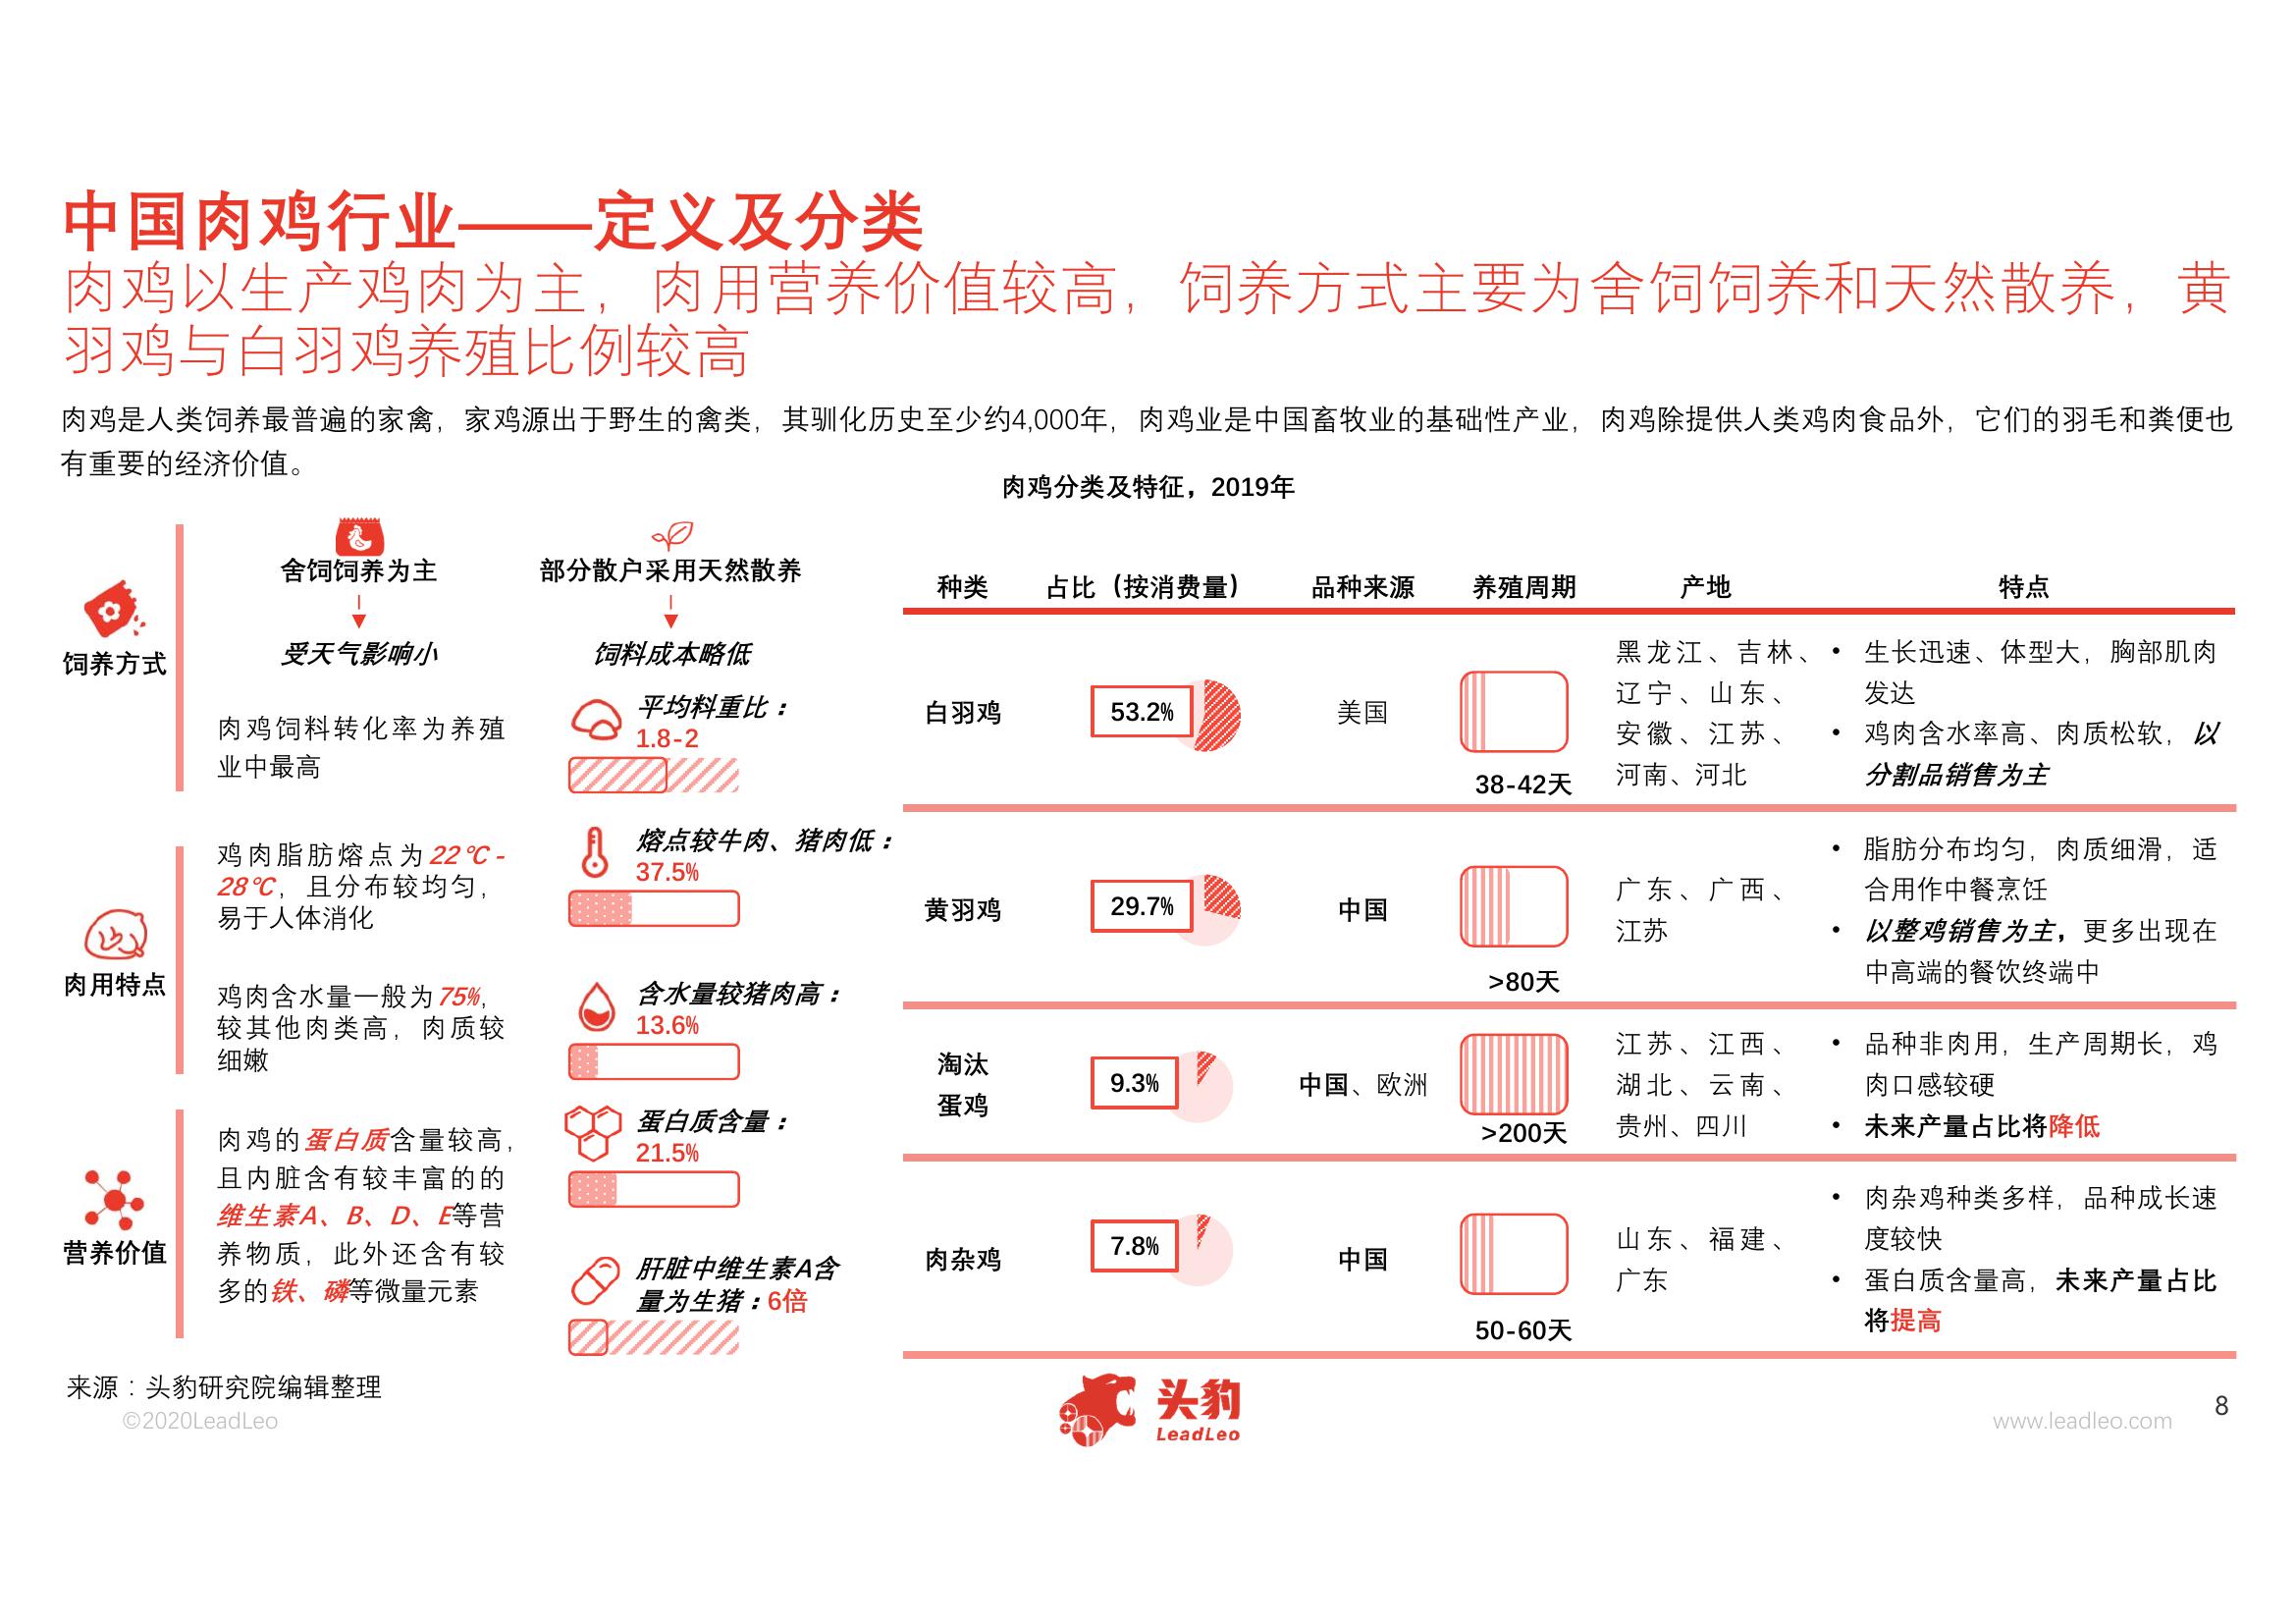 中国肉鸡行业——定义及分类
肉鸡以生产鸡肉为主，肉用营养价值较高，饲养方式主要为舍饲饲养和天然散养，黄
羽鸡与白羽鸡养殖比例较高
肉鸡是人类饲养最普遍的家禽，家鸡源出于野生的禽类，其驯化历史至少约4,000年，肉鸡业是中国畜牧业的基础性产业，肉鸡除提供人类鸡肉食品外，它们的羽毛和粪便也
有重要的经济价值。
肉鸡分类及特征，2019年
饲养方式
舍饲饲养为主
受天气影响小
部分散户采用天然散养
饲料成本略低
肉鸡饲料转化率为养殖
业中最高
平均料重比：
1.8-2
肉用特点
鸡肉脂肪熔点为22℃-
28℃，且分布较均匀，
易于人体消化
熔点较牛肉、猪肉低：
37.5%
鸡肉含水量一般为75%，
较其他肉类高，肉质较
细嫩
含水量较猪肉高：
13.6%
营养价值
肉鸡的蛋白质含量较高，
且内脏含有较丰富的的
维生素A、B、D、E等营
养物质，此外还含有较
多的铁、磷等微量元素
蛋白质含量：
21.5%
肝脏中维生素A含
量为生猪：6倍
种类 占比（按消费量） 品种来源 养殖周期 产地 特点
白羽鸡
53.2%
美国
38-42天
黑龙江、吉林、
辽宁、山东、
安徽、江苏、
河南、河北
• 生长迅速、体型大，胸部肌肉
发达
• 鸡肉含水率高、肉质松软，以
分割品销售为主
黄羽鸡
29.7%
中国
>80天
广东、广西、
江苏
• 脂肪分布均匀，肉质细滑，适
合用作中餐烹饪
• 以整鸡销售为主，更多出现在
中高端的餐饮终端中
淘汰
蛋鸡
9.3%
中国、欧洲
>200天
江苏、江西、
湖北、云南、
贵州、四川
• 品种非肉用，生产周期长，鸡
肉口感较硬
• 未来产量占比将降低
肉杂鸡
7.8%
中国
50-60天
山东、福建、
广东
• 肉杂鸡种类多样，品种成长速
度较快
• 蛋白质含量高，未来产量占比
将提高
来源：头豹研究院编辑整理
©2020LeadLeo
头豹
LeadLeo
www.leadleo.com
8